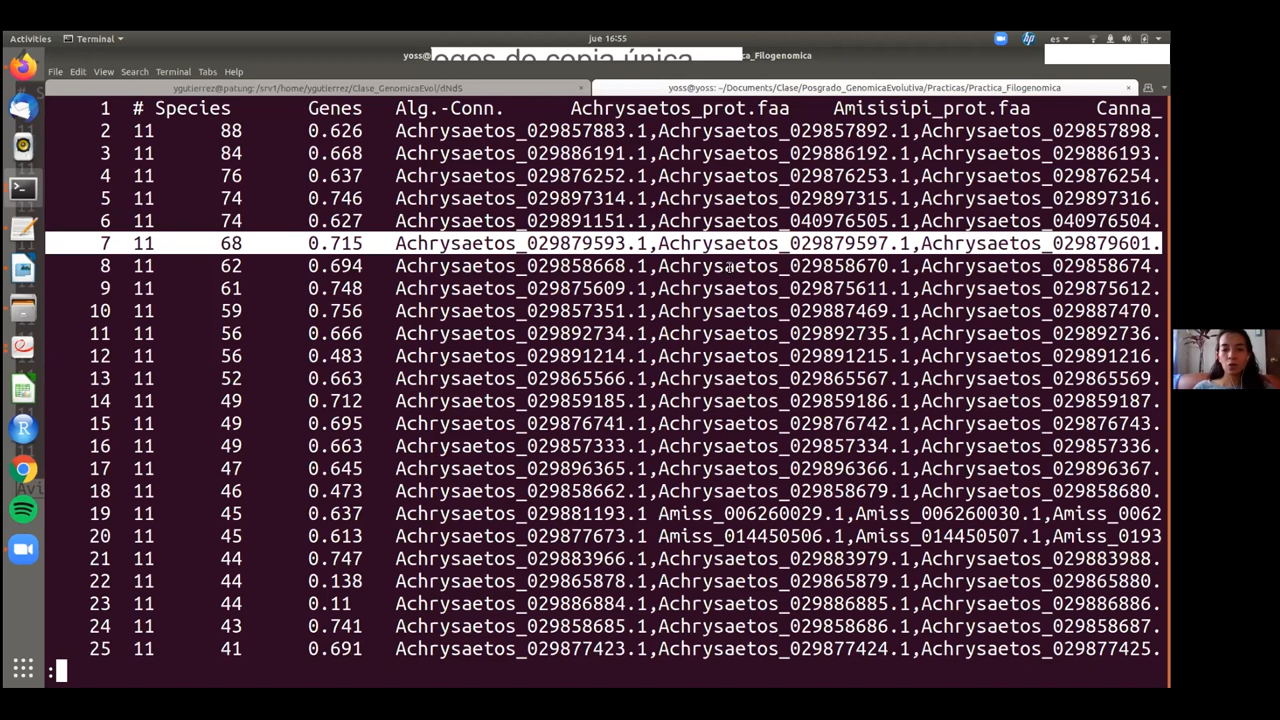 Activities Terminal jue 16:55 es
yoss@ ogos de copia única ca_Filogenomica
File Edit View Search Terminal Tabs Help
ygutierrez@patung: /srv1/home/ygutierrez/Clase_GenomicaEvol/dNdS yoss@yoss: ~/Documents/Clase/Posgrado_GenomicaEvolutiva/Practicas/Practica_Filogenomica
1 # Species Genes Alg.-Conn. Achrysaetos_prot.faa Amisisipi_prot.faa Canna_
2 11 88 0.626 Achrysaetos_029857883.1,Achrysaetos_029857892.1,Achrysaetos_029857898.
3 11 84 0.668 Achrysaetos_029886191.1,Achrysaetos_029886192.1,Achrysaetos_029886193.
4 11 76 0.637 Achrysaetos_029876252.1,Achrysaetos_029876253.1,Achrysaetos_029876254.
5 11 74 0.746 Achrysaetos_029897314.1,Achrysaetos_029897315.1,Achrysaetos_029897316.
6 11 74 0.627 Achrysaetos_029891151.1,Achrysaetos_040976505.1,Achrysaetos_040976504.
7 11 68 0.715 Achrysaetos_029879593.1,Achrysaetos_029879597.1,Achrysaetos_029879601.
8 11 62 0.694 Achrysaetos_029858668.1,Achrysaetos_029858670.1,Achrysaetos_029858674.
9 11 61 0.748 Achrysaetos_029875609.1,Achrysaetos_029875611.1,Achrysaetos_029875612.
10 11 59 0.756 Achrysaetos_029857351.1,Achrysaetos_029887469.1,Achrysaetos_029887470.
11 11 56 0.666 Achrysaetos_029892734.1,Achrysaetos_029892735.1,Achrysaetos_029892736.
12 11 56 0.483 Achrysaetos_029891214.1,Achrysaetos_029891215.1,Achrysaetos_029891216.
13 11 52 0.663 Achrysaetos_029865566.1,Achrysaetos_029865567.1,Achrysaetos_029865569.
14 11 49 0.712 Achrysaetos_029859185.1,Achrysaetos_029859186.1,Achrysaetos_029859187.
15 11 49 0.695 Achrysaetos_029876741.1,Achrysaetos_029876742.1,Achrysaetos_029876743.
16 11 49 0.663 Achrysaetos_029857333.1,Achrysaetos_029857334.1,Achrysaetos_029857336.
17 11 47 0.645 Achrysaetos_029896365.1,Achrysaetos_029896366.1,Achrysaetos_029896367.
18 11 46 0.473 Achrysaetos_029858662.1,Achrysaetos_029858679.1,Achrysaetos_029858680.
19 11 45 0.637 Achrysaetos_029881193.1 Amiss_006260029.1,Amiss_006260030.1,Amiss_0062
20 11 45 0.613 Achrysaetos_029877673.1 Amiss_014450506.1,Amiss_014450507.1,Amiss_0193
21 11 44 0.747 Achrysaetos_029883966.1,Achrysaetos_029883979.1,Achrysaetos_029883988.
22 11 44 0.138 Achrysaetos_029865878.1,Achrysaetos_029865879.1,Achrysaetos_029865880.
23 11 44 0.11 Achrysaetos_029886884.1,Achrysaetos_029886885.1,Achrysaetos_029886886.
24 11 43 0.741 Achrysaetos_029858685.1,Achrysaetos_029858686.1,Achrysaetos_029858687.
25 11 41 0.691 Achrysaetos_029877423.1,Achrysaetos_029877424.1,Achrysaetos_029877425.
: